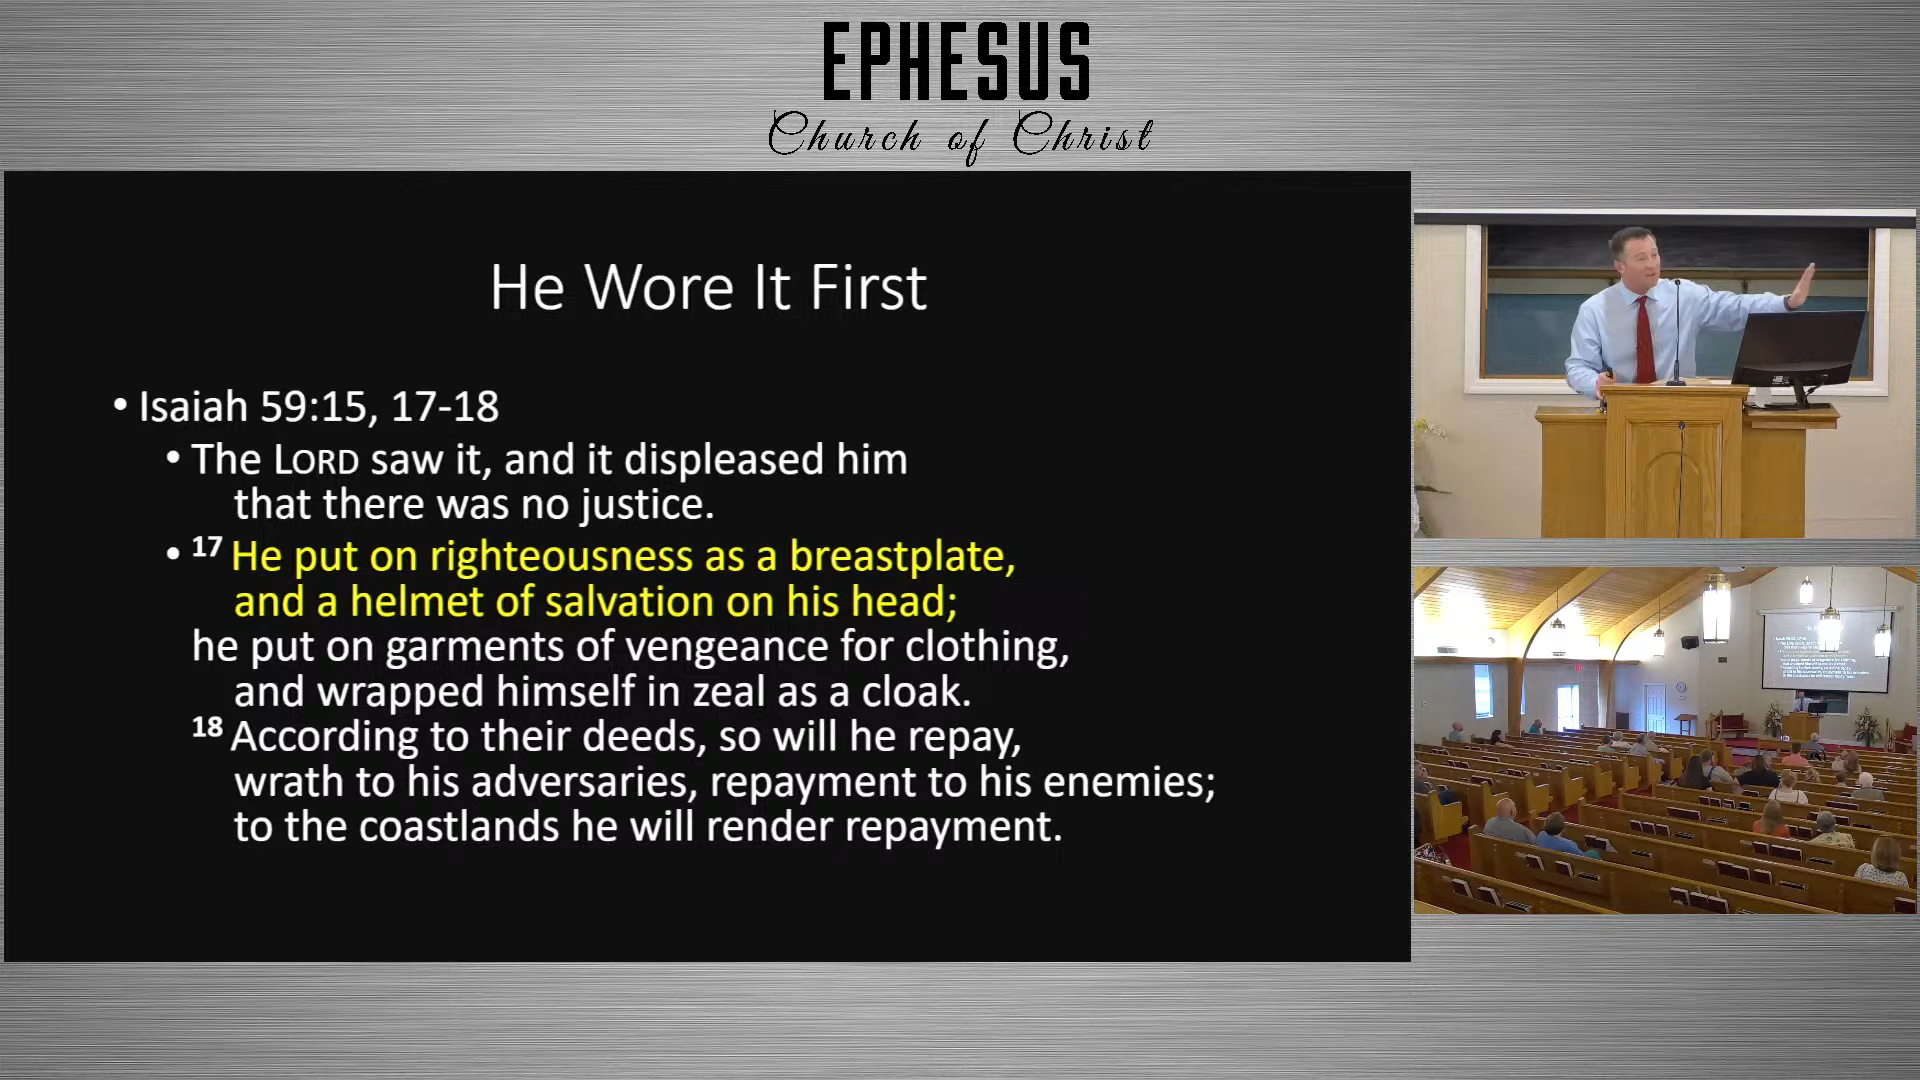 EPHESUS
Church of Christ
He Wore It First
• Isaiah 59:15, 17-18
• The LORD saw it, and it displeased him
that there was no justice.
• 17 He put on righteousness as a breastplate,
and a helmet of salvation on his head;
he put on garments of vengeance for clothing,
and wrapped himself in zeal as a cloak.
18 According to their deeds, so will he repay,
wrath to his adversaries, repayment to his enemies;
to the coastlands he will render repayment.